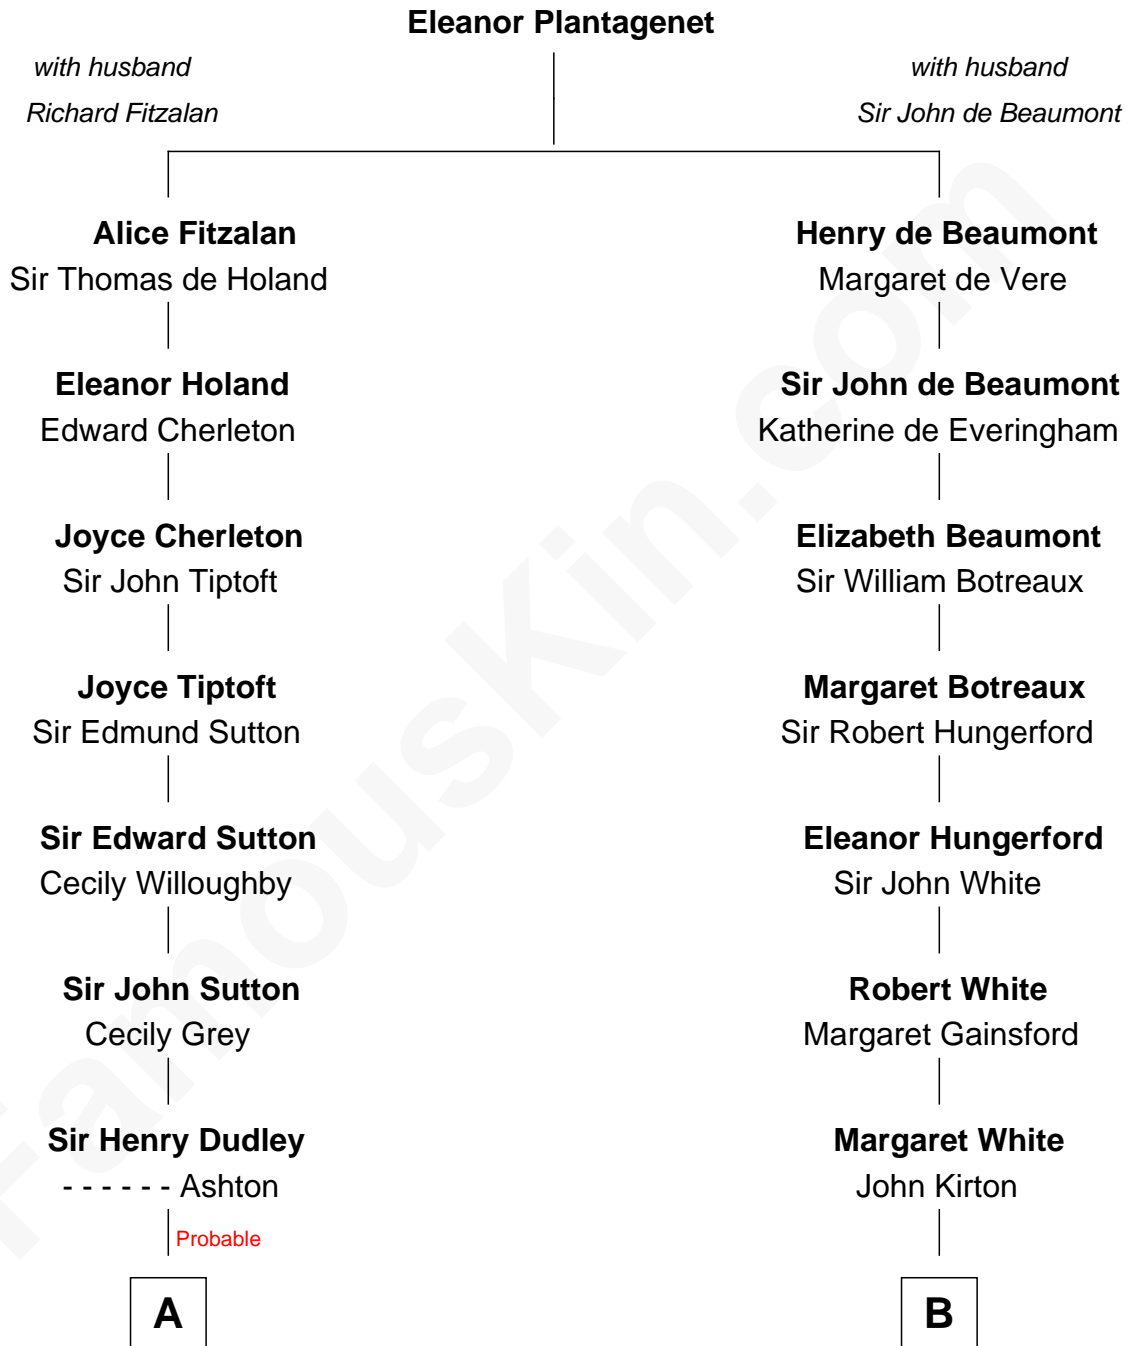 Eleanor Plantagenet
with husband
Richard Fitzalan
with husband
Sir John de Beaumont
Alice Fitzalan
Sir Thomas de Holand
Henry de Beaumont
Margaret de Vere
Eleanor Holand
Edward Cherleton
Sir John de Beaumont
Katherine de Everingham
Joyce Cherleton
Sir John Tiptoft
Elizabeth Beaumont
Sir William Botreaux
Joyce Tiptoft
Sir Edmund Sutton
Margaret Botreaux
Sir Robert Hungerford
Sir Edward Sutton
Cecily Willoughby
Eleanor Hungerford
Sir John White
Sir John Sutton
Cecily Grey
Robert White
Margaret Gainsford
Sir Henry Dudley
- - - - - - Ashton
Margaret White
John Kirton
Probable
A
B
FamousKin.com